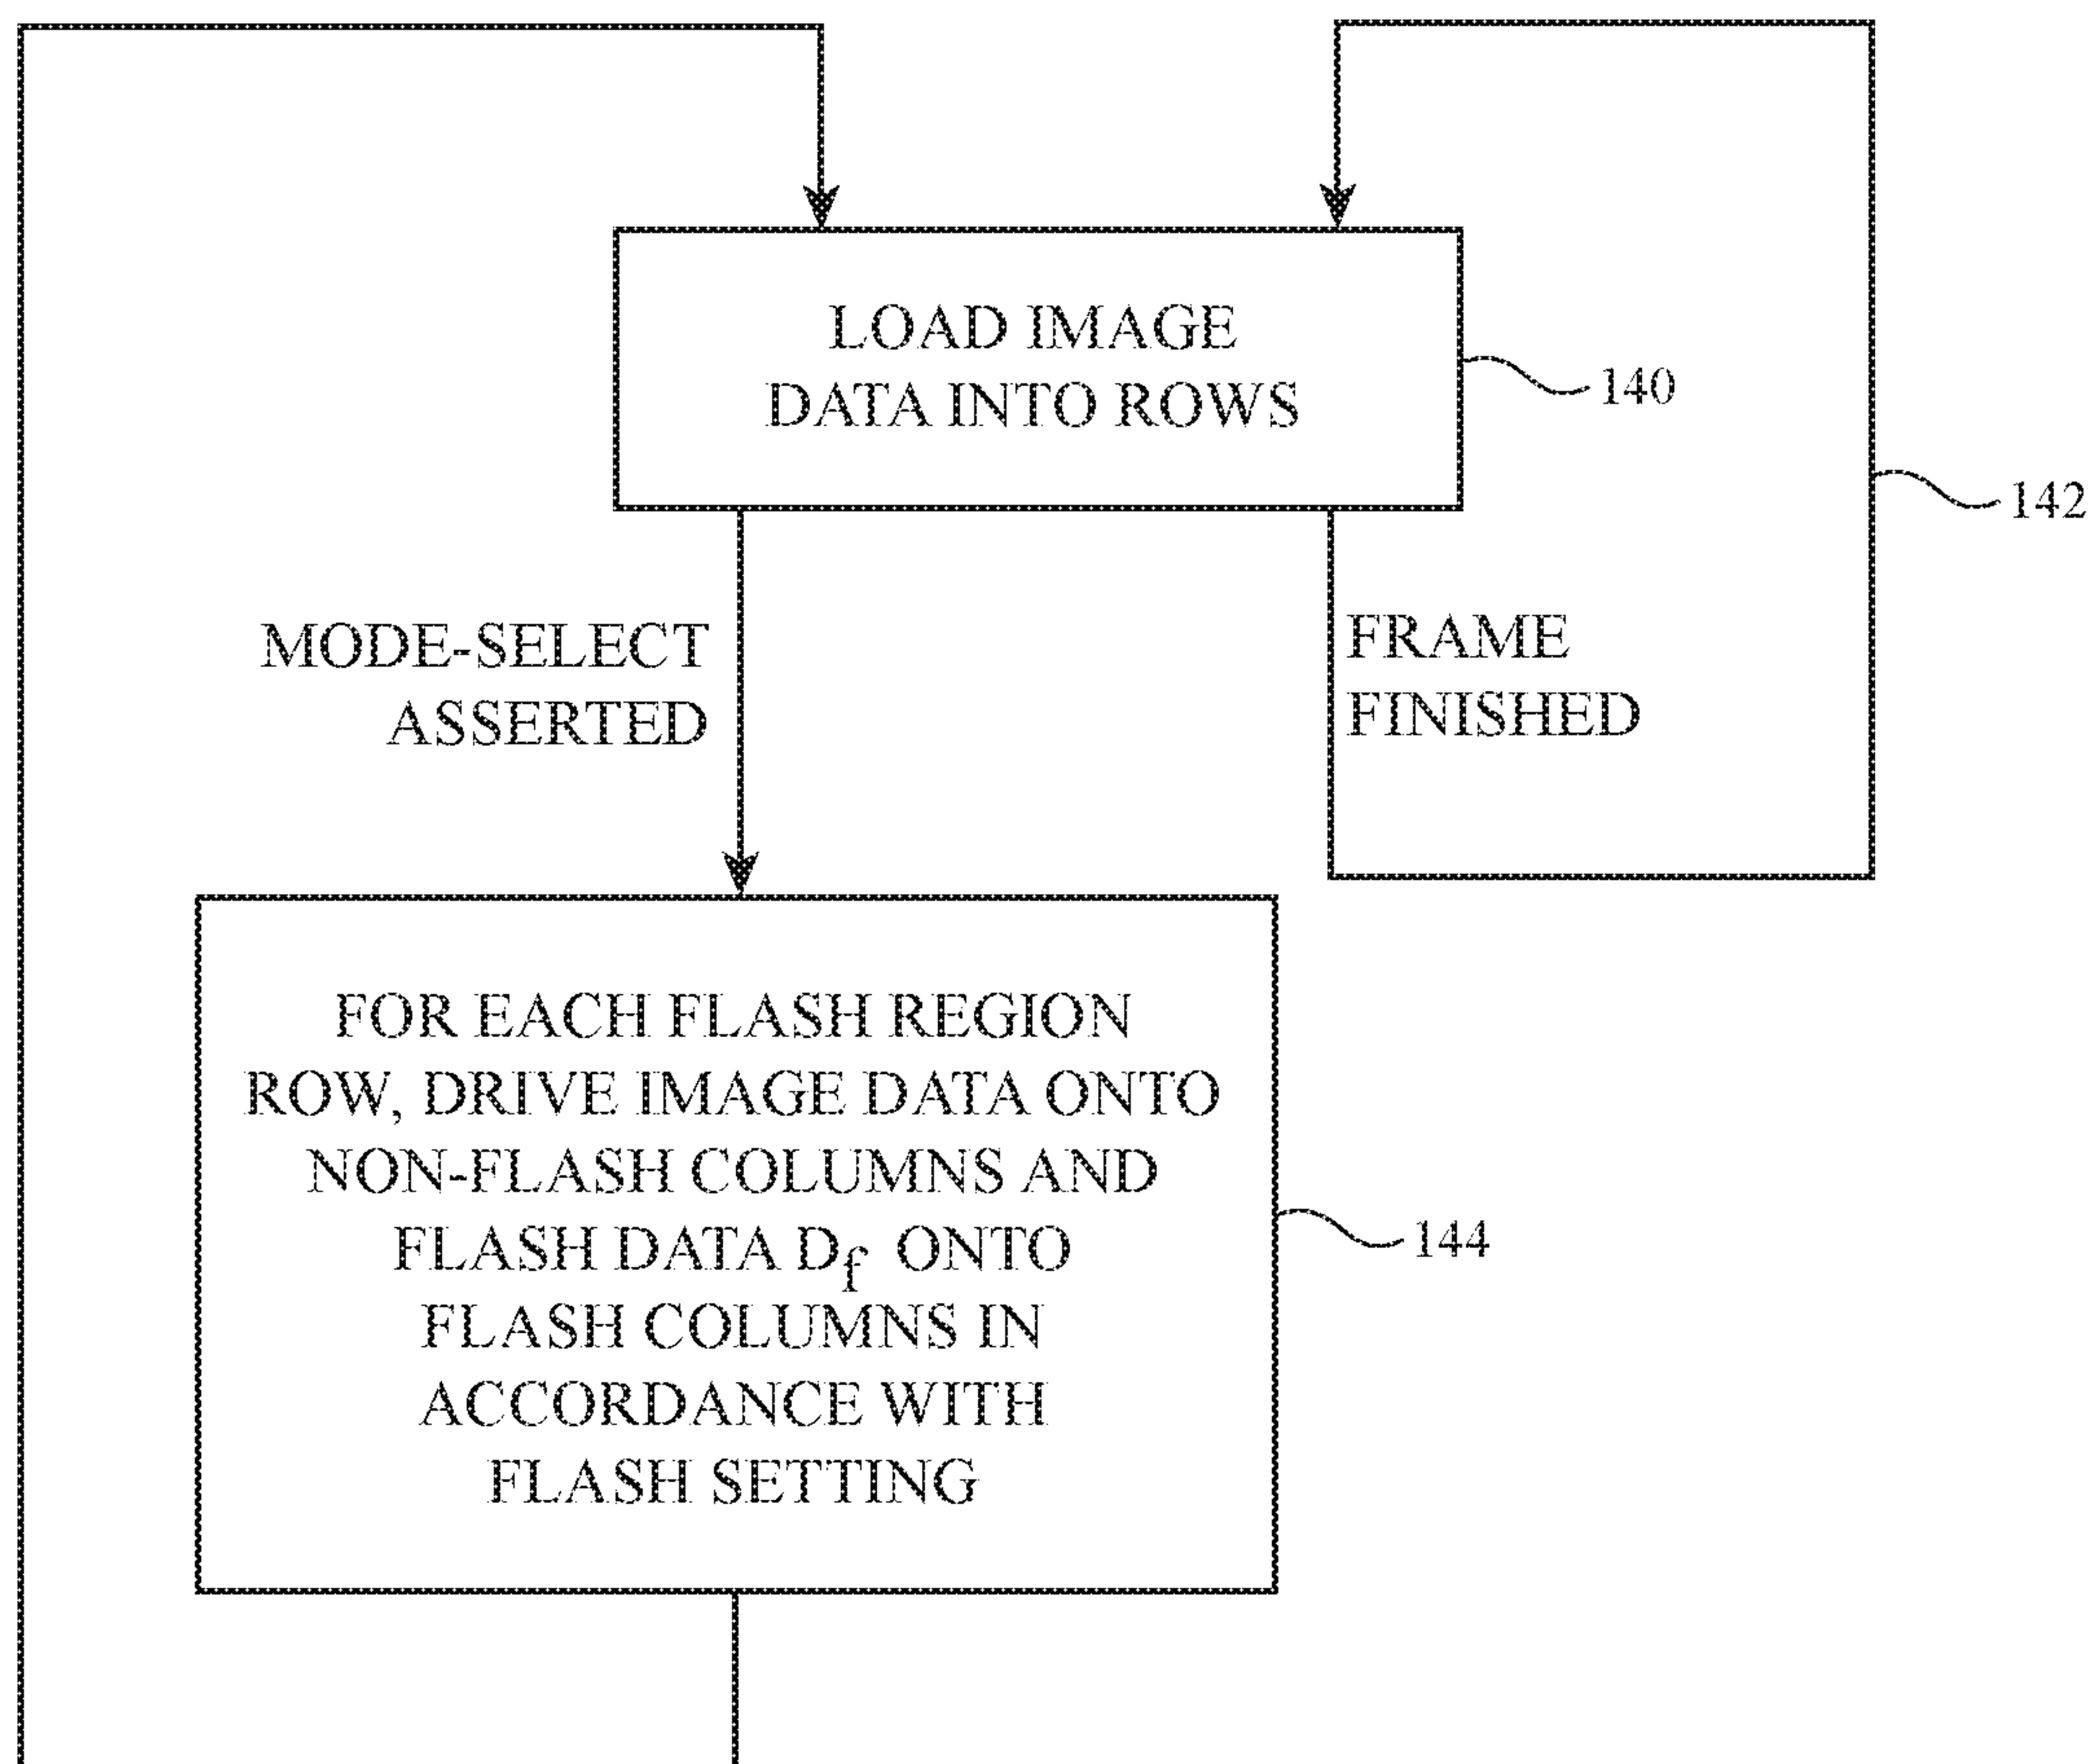 LOAD IMAGE
DATA INTO ROWS
140
142
MODE-SELECT
ASSERTED
FRAME
FINISHED
FOR EACH FLASH REGION
ROW, DRIVE IMAGE DATA ONTO
NON-FLASH COLUMNS AND
FLASH DATA Df ONTO
FLASH COLUMNS IN
ACCORDANCE WITH
FLASH SETTING
144